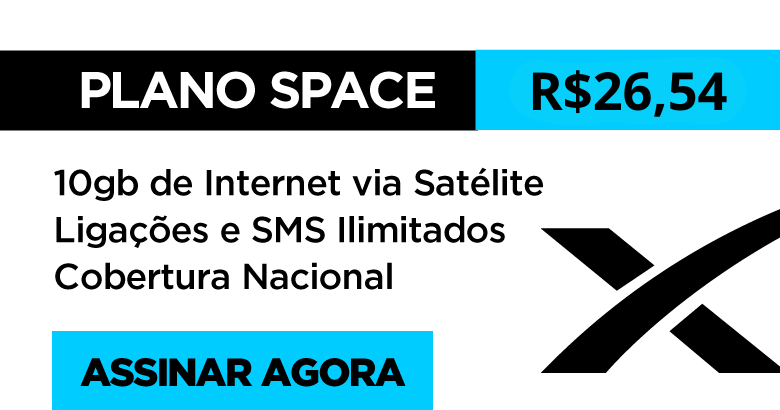 PLANO SPACE
R$26,54
10gb de Internet via Satélite
Ligações e SMS Ilimitados
Cobertura Nacional
ASSINAR AGORA